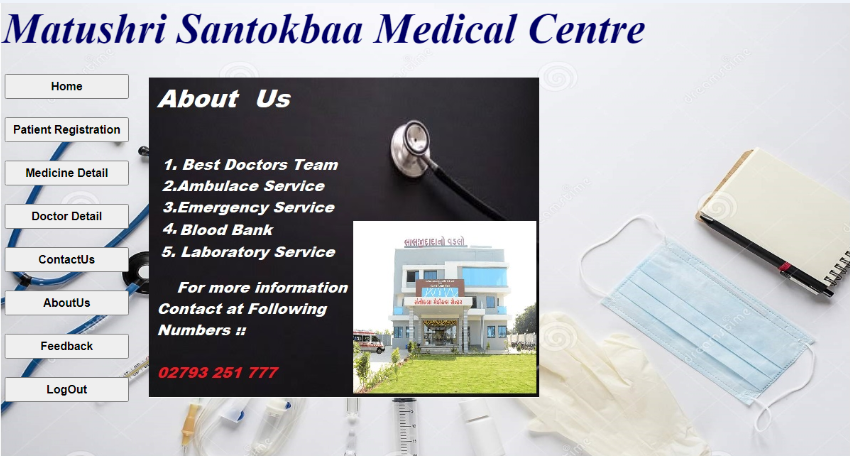 Matushri Santokbaa Medical Centre
Home
Patient Registration
Medicine Detail
Doctor Detail
ContactUs
AboutUs
Feedback
LogOut
About Us
1. Best Doctors Team
2.Ambulace Service
3.Emergency Service
4. Blood Bank
5. Laboratory Service
For more information
Contact at Following
Numbers ::
02793 251 777